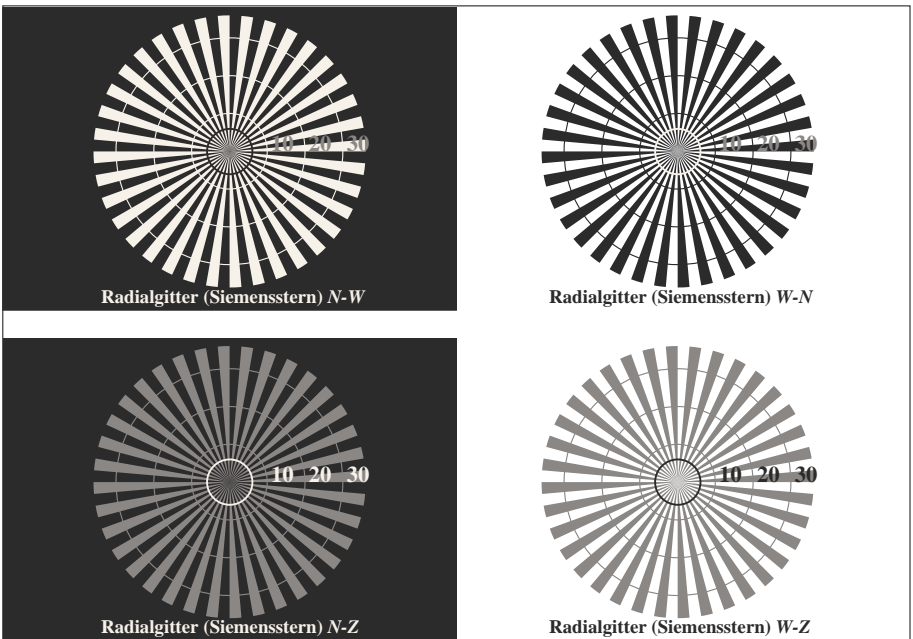 10 20 30
Radialgitter (Siemensstern) N-W
10 20 30
Radialgitter (Siemensstern) W-N
10 20 30
Radialgitter (Siemensstern) N-Z
10 20 30
Radialgitter (Siemensstern) W-Z